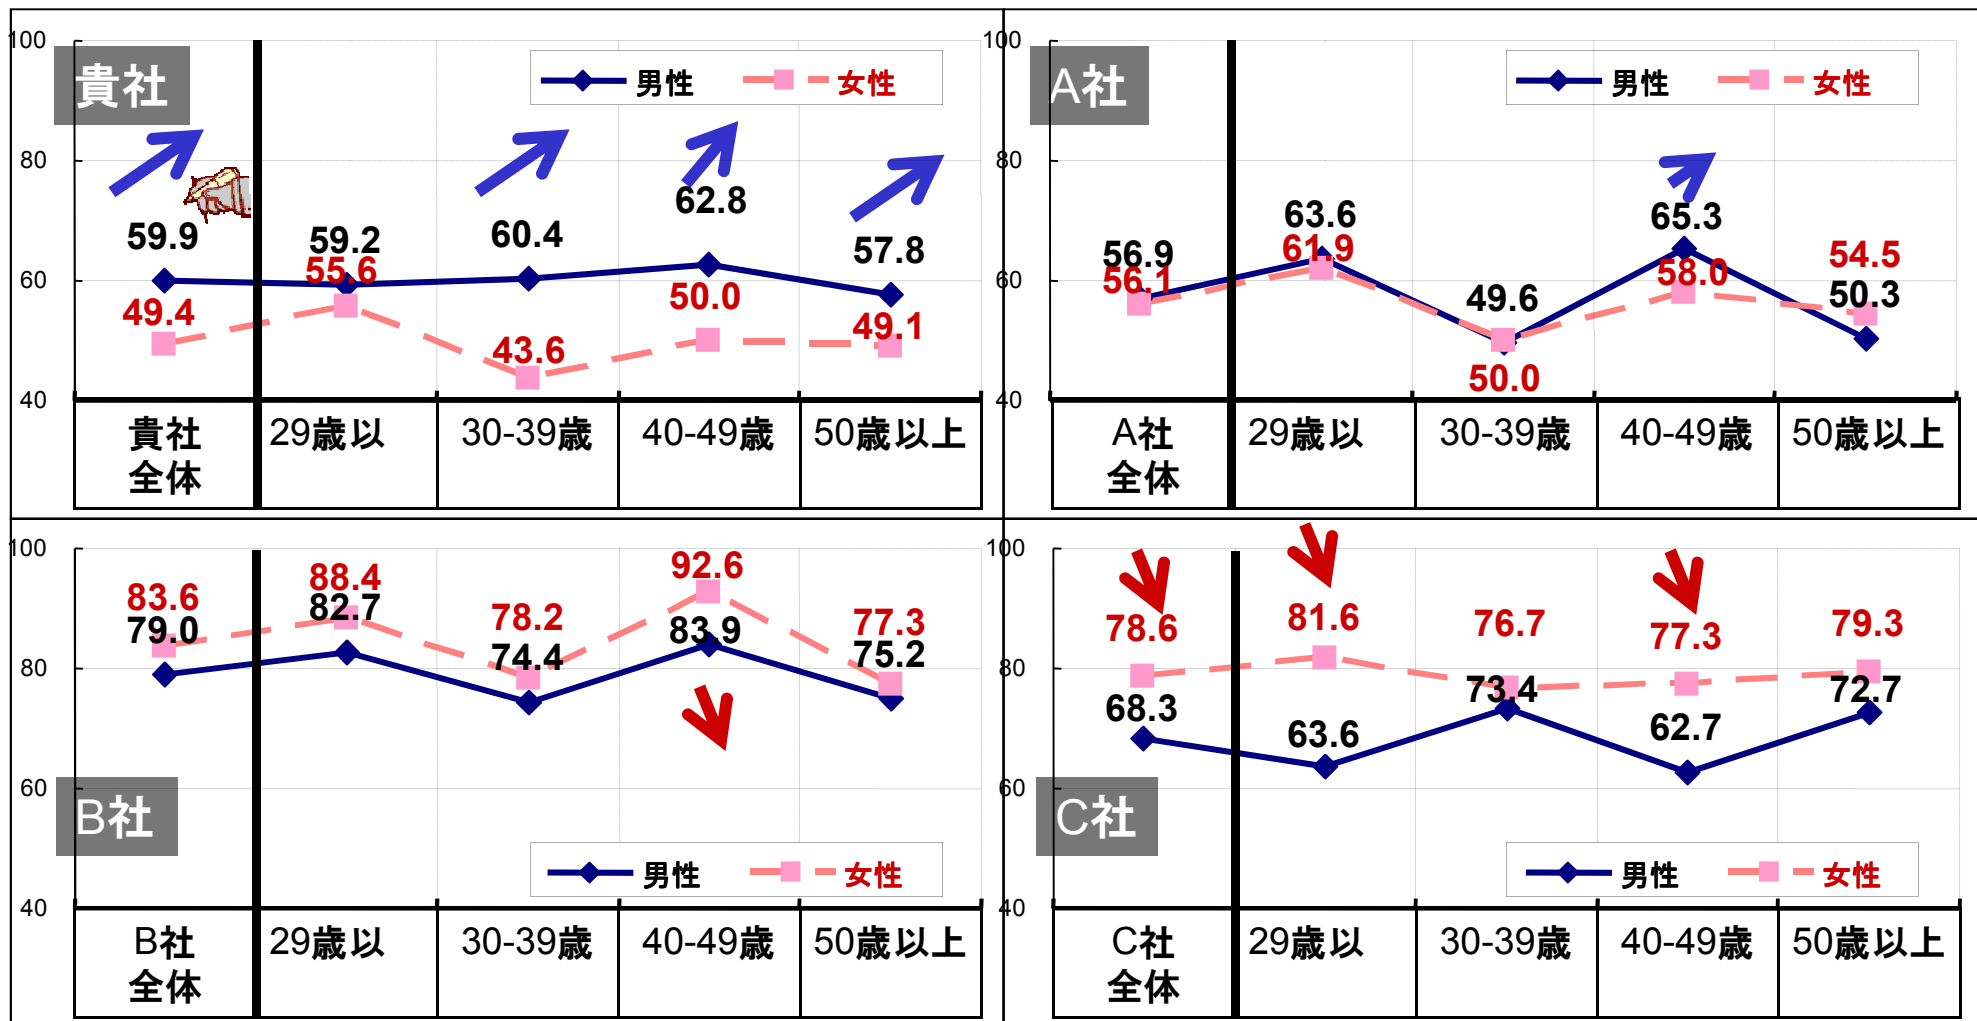 100
貴社
男性 女性
80
59.9 59.2 60.4 62.8 57.8
60
49.4 55.6 43.6 50.0 49.1
40
貴社 29歳以 30-39歳 40-49歳 50歳以上
全体
100
A社
男性 女性
80
56.9 63.6 49.6 65.3 50.3
60
56.1 61.9 50.0 58.0 54.5
40
A社 29歳以 30-39歳 40-49歳 50歳以上
全体
100
83.6 88.4 78.2 92.6 77.3
79.0 82.7 74.4 83.9 75.2
80
60
B社
男性 女性
40
B社 29歳以 30-39歳 40-49歳 50歳以上
全体
100
78.6 81.6 76.7 77.3 79.3
80
68.3 63.6 73.4 62.7 72.7
60
C社
男性 女性
40
C社 29歳以 30-39歳 40-49歳 50歳以上
全体